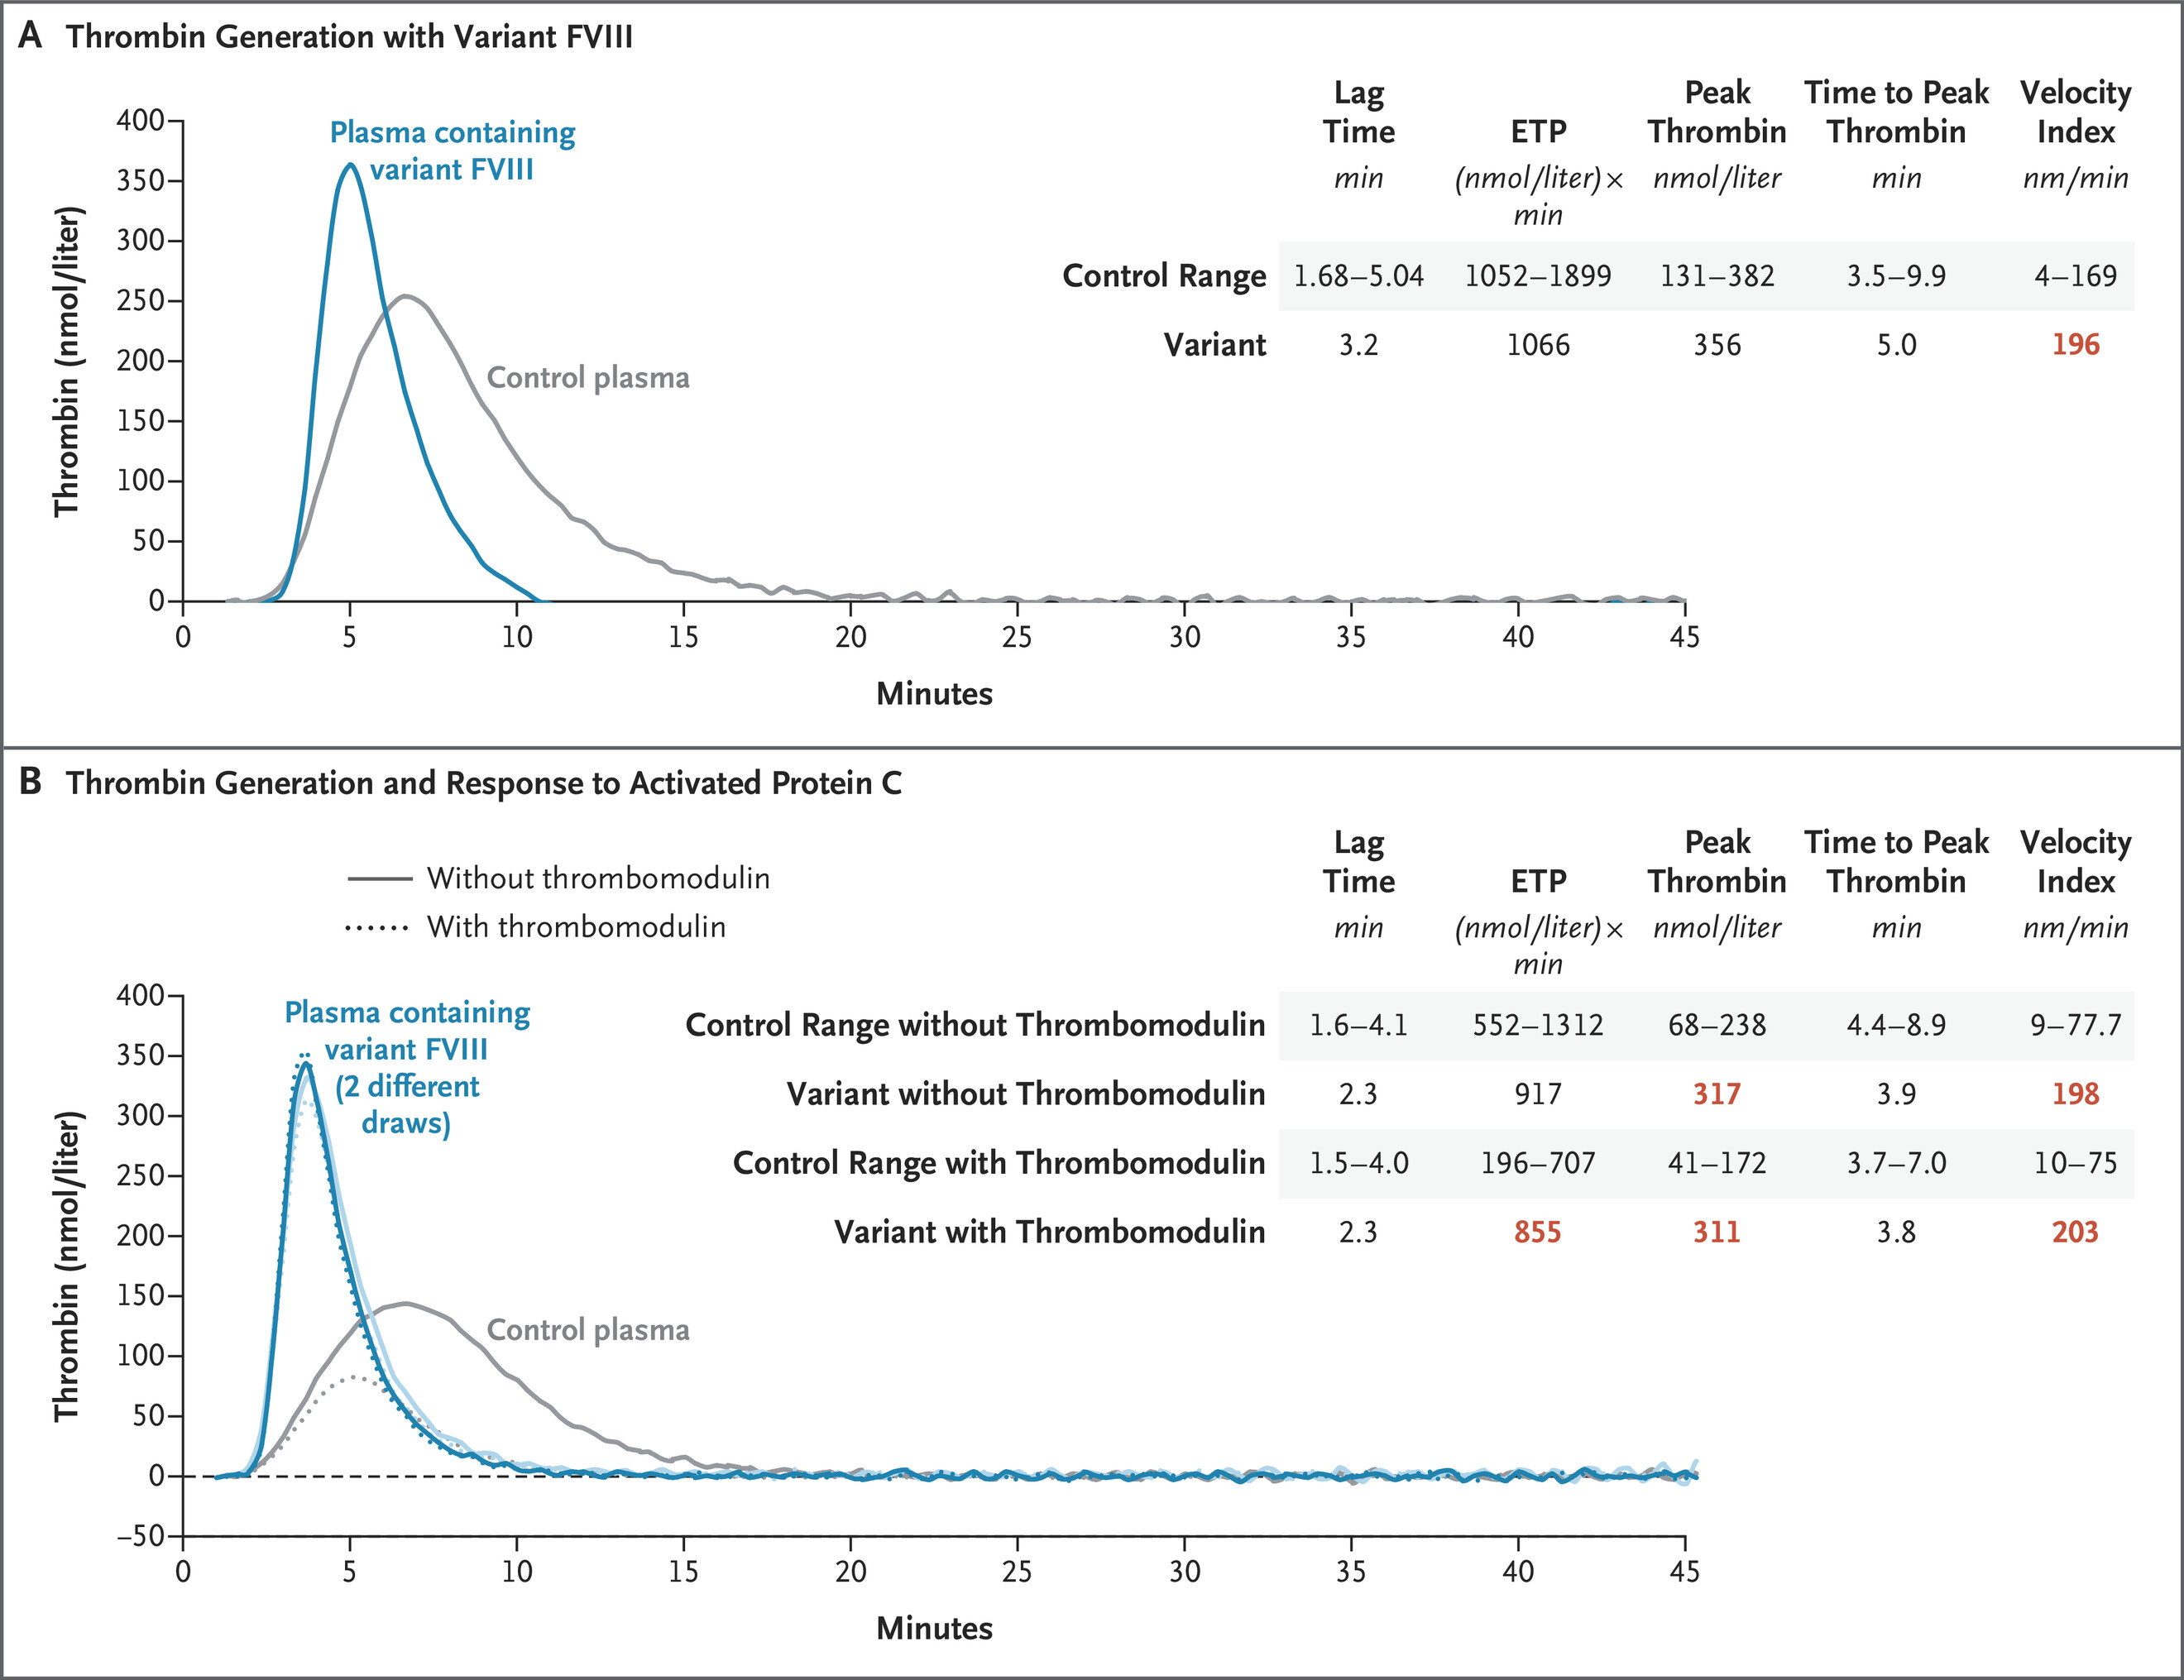 A Thrombin Generation with Variant FVIII
Lag Time
ETP
Peak Thrombin
Time to Peak Thrombin
Velocity Index
min
(nmol/liter)× min
nmol/liter
min
nm/min
Control Range 1.68–5.04 1052–1899 131–382 3.5–9.9 4–169
Variant 3.2 1066 356 5.0 196
Thrombin (nmol/liter)
400
350
300
250
200
150
100
50
0
Plasma containing
variant FVIII
Control plasma
0 5 10 15 20 25 30 35 40 45
Minutes
B Thrombin Generation and Response to Activated Protein C
Without thrombomodulin
With thrombomodulin
Lag Time
ETP
Peak Thrombin
Time to Peak Thrombin
Velocity Index
min
(nmol/liter)× min
nmol/liter
min
nm/min
Control Range without Thrombomodulin 1.6–4.1 552–1312 68–238 4.4–8.9 9–77.7
Variant without Thrombomodulin 2.3 917 317 3.9 198
Control Range with Thrombomodulin 1.5–4.0 196–707 41–172 3.7–7.0 10–75
Variant with Thrombomodulin 2.3 855 311 3.8 203
Thrombin (nmol/liter)
400
350
300
250
200
150
100
50
0
–50
Plasma containing
variant FVIII
(2 different
draws)
Control plasma
0 5 10 15 20 25 30 35 40 45
Minutes